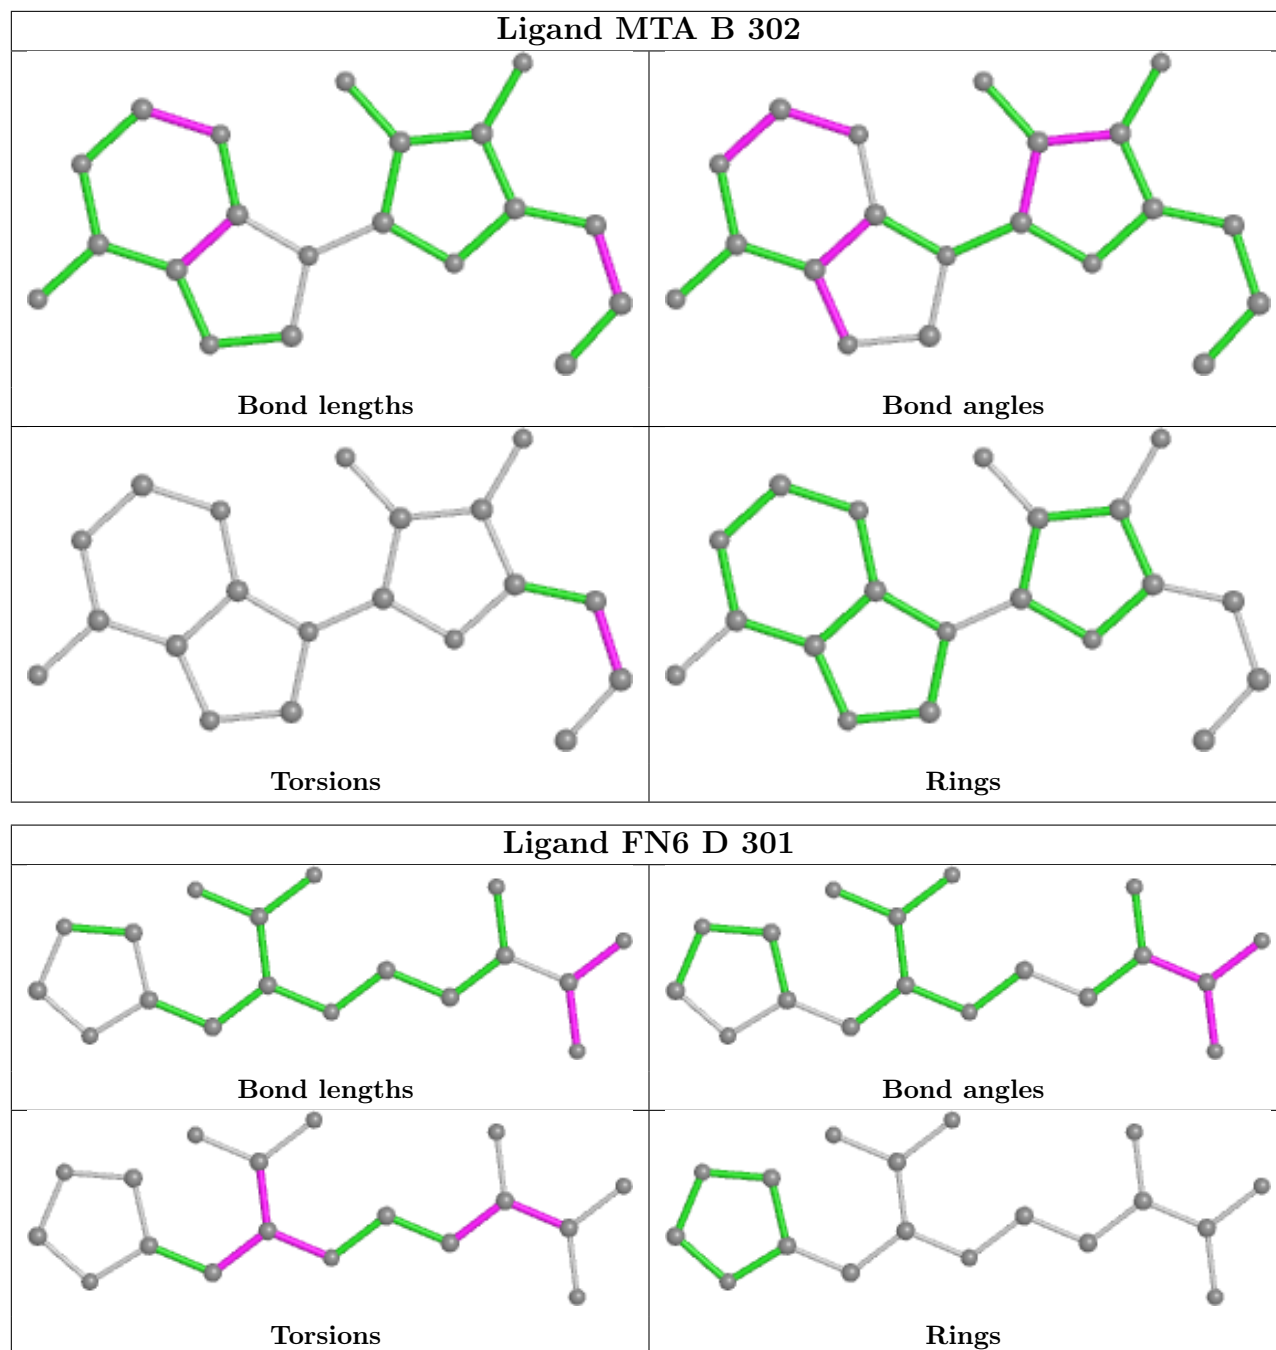 Ligand MTA B 302
Bond lengths
Bond angles
Torsions
Rings
Ligand FN6 D 301
Bond lengths
Bond angles
Torsions
Rings